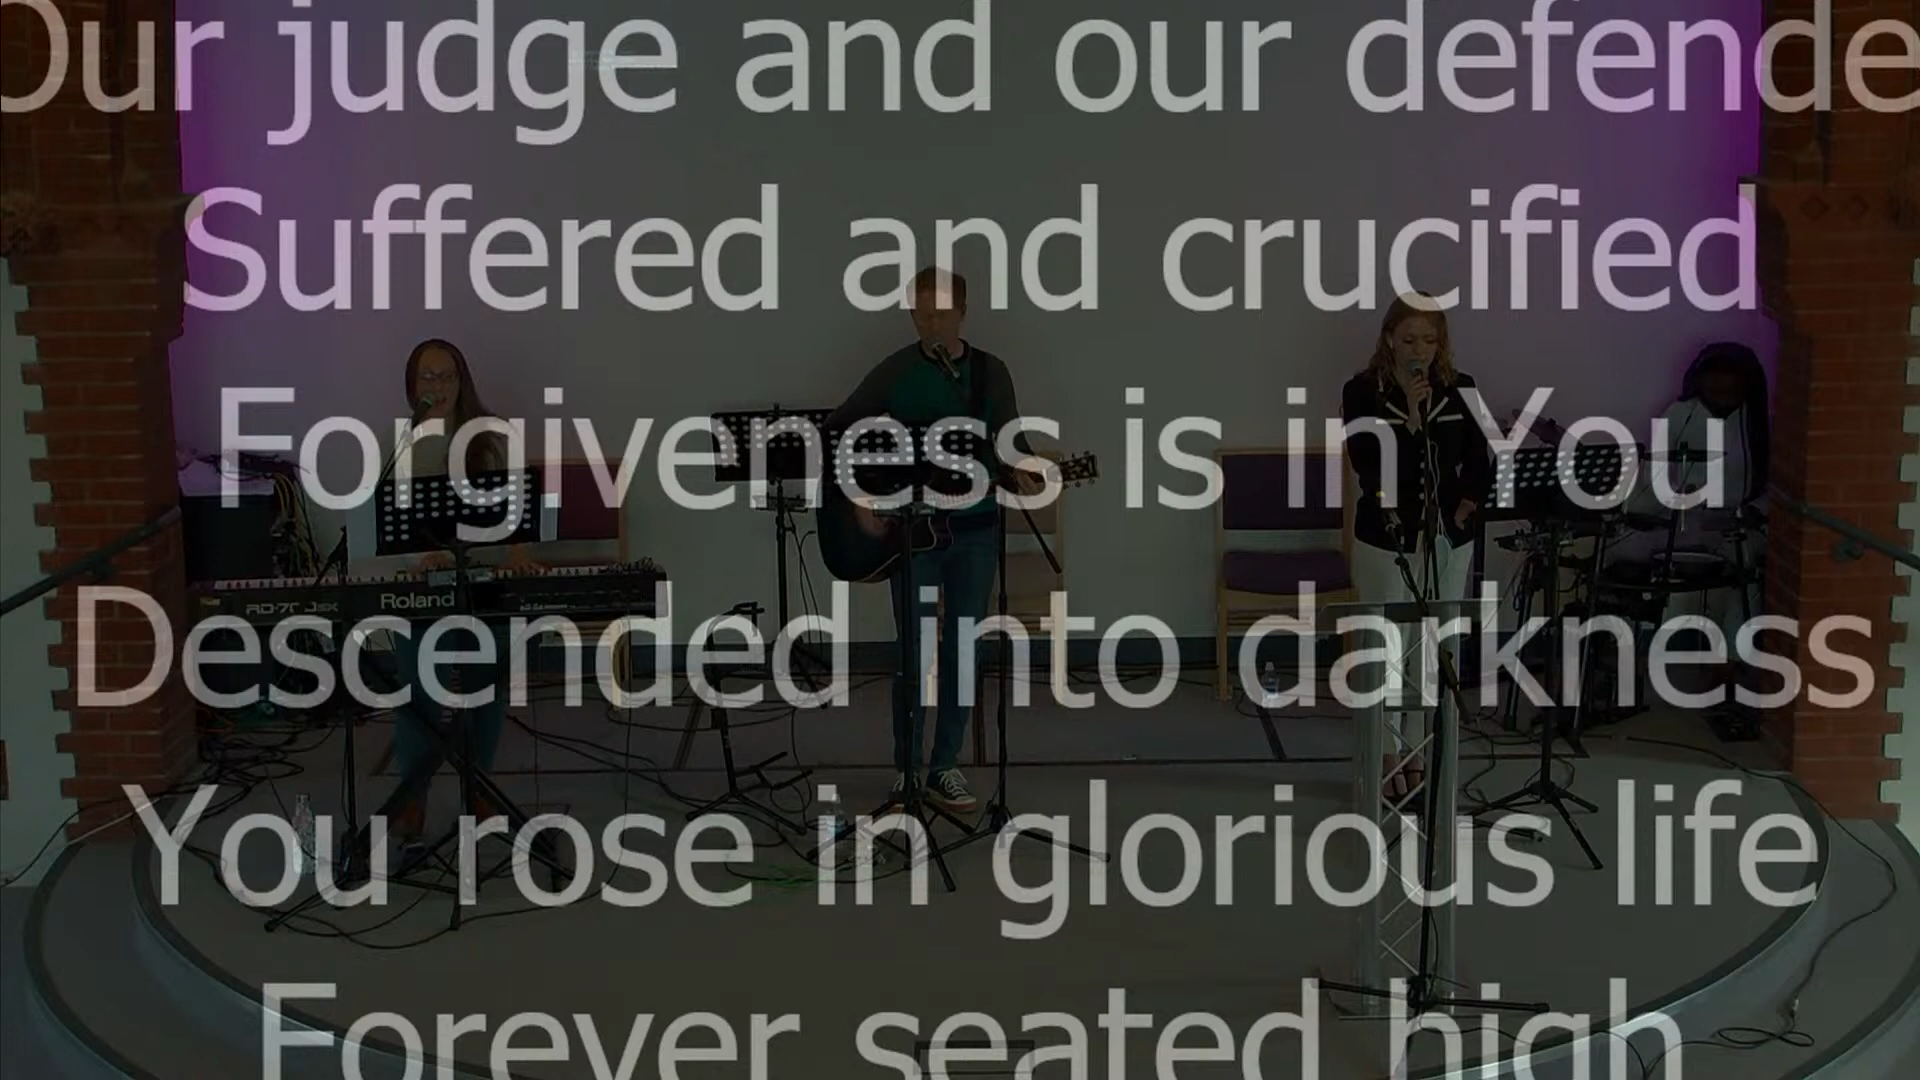 Our judge and our defende
Suffered and crucified
Forgiveness is in You
Descended into darkness
You rose in glorious life
Forever seated high
Roland